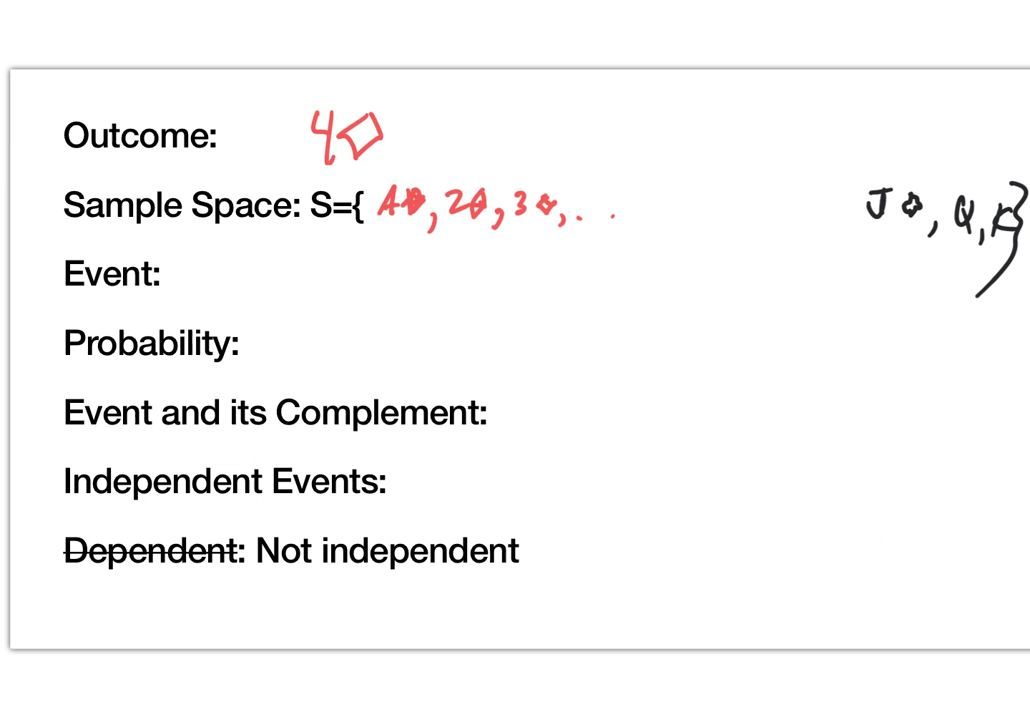 Outcome: 4♢
Sample Space: S={ A♦, 2♢, 3♢, . . . J♢, Q, K}
Event:
Probability:
Event and its Complement:
Independent Events:
Dependent: Not independent